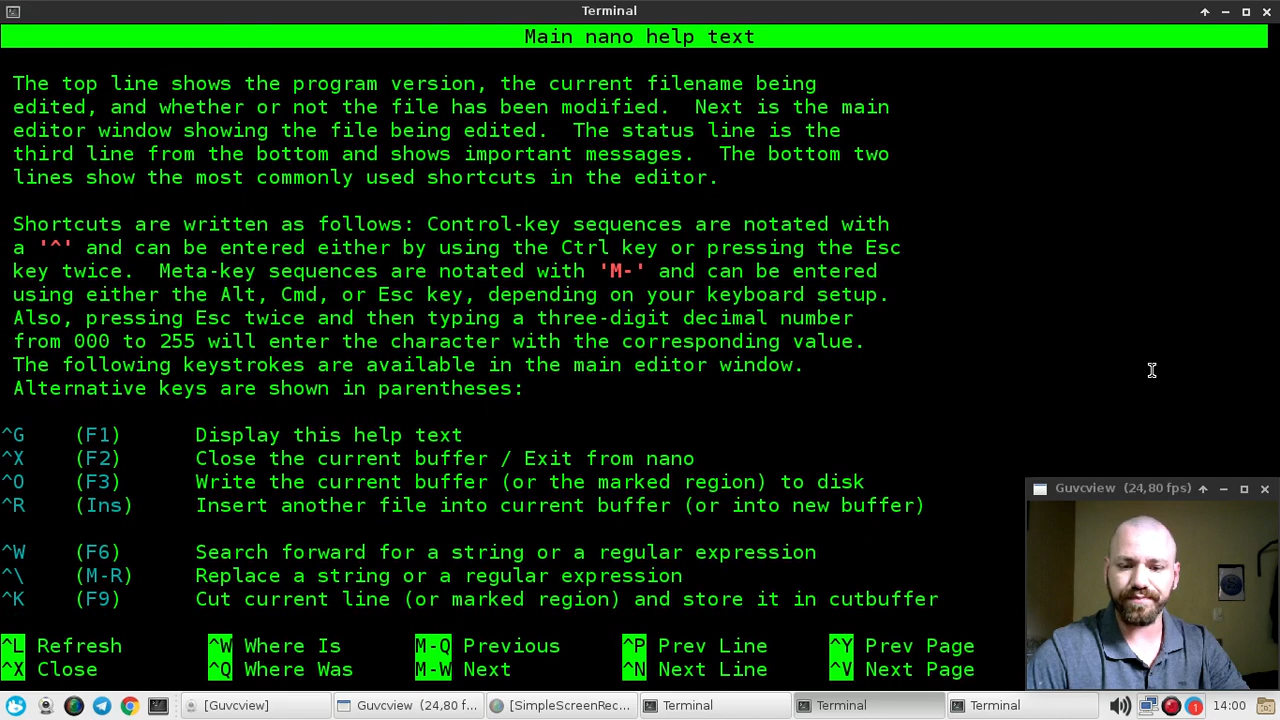 Terminal
Main nano help text
The top line shows the program version, the current filename being
edited, and whether or not the file has been modified.  Next is the main
editor window showing the file being edited.  The status line is the
third line from the bottom and shows important messages.  The bottom two
lines show the most commonly used shortcuts in the editor.
Shortcuts are written as follows: Control-key sequences are notated with
a '^' and can be entered either by using the Ctrl key or pressing the Esc
key twice.  Meta-key sequences are notated with 'M-' and can be entered
using either the Alt, Cmd, or Esc key, depending on your keyboard setup.
Also, pressing Esc twice and then typing a three-digit decimal number
from 000 to 255 will enter the character with the corresponding value.
The following keystrokes are available in the main editor window.
Alternative keys are shown in parentheses:
^G (F1) Display this help text
^X (F2) Close the current buffer / Exit from nano
^O (F3) Write the current buffer (or the marked region) to disk
^R (Ins) Insert another file into current buffer (or into new buffer)
^W (F6) Search forward for a string or a regular expression
^\ (M-R) Replace a string or a regular expression
^K (F9) Cut current line (or marked region) and store it in cutbuffer
Guvcview (24,80 fps)
^L Refresh ^W Where Is M-Q Previous ^P Prev Line ^Y Prev Page
^X Close ^Q Where Was M-W Next ^N Next Line ^V Next Page
[Guvcview] Guvcview (24,8 f... [SimpleScreenRec... Terminal Terminal Terminal 1 14:00